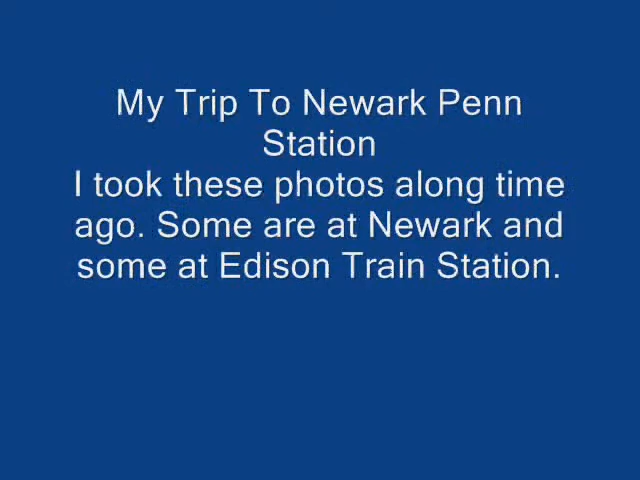 My Trip To Newark Penn
Station
I took these photos along time
ago. Some are at Newark and
some at Edison Train Station.